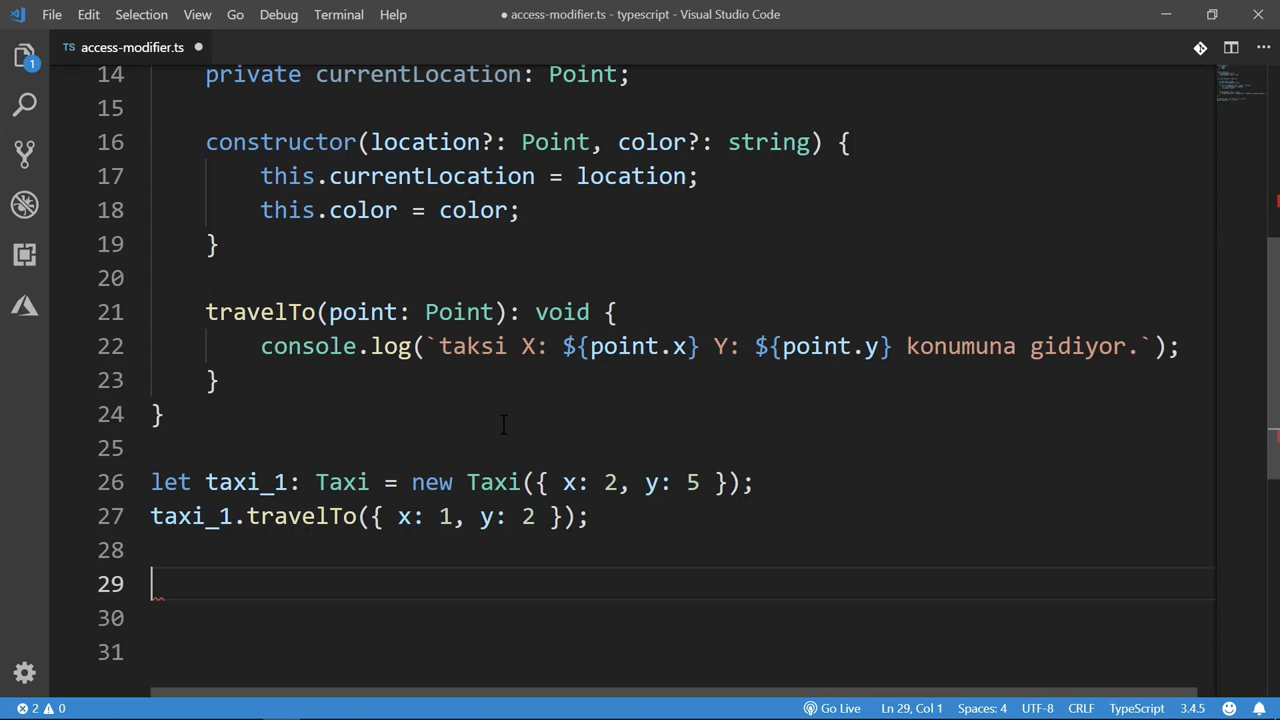 File Edit Selection View Go Debug Terminal Help
● access-modifier.ts - typescript - Visual Studio Code
TS access-modifier.ts ●
1
14 private currentLocation: Point;
15
16 constructor(location?: Point, color?: string) {
17 this.currentLocation = location;
18 this.color = color;
19 }
20
21 travelTo(point: Point): void {
22 console.log(`taksi X: ${point.x} Y: ${point.y} konumuna gidiyor.`);
23 }
24 }
25
26 let taxi_1: Taxi = new Taxi({ x: 2, y: 5 });
27 taxi_1.travelTo({ x: 1, y: 2 });
28
29
30
31
2 0 Go Live Ln 29, Col 1 Spaces: 4 UTF-8 CRLF TypeScript 3.4.5